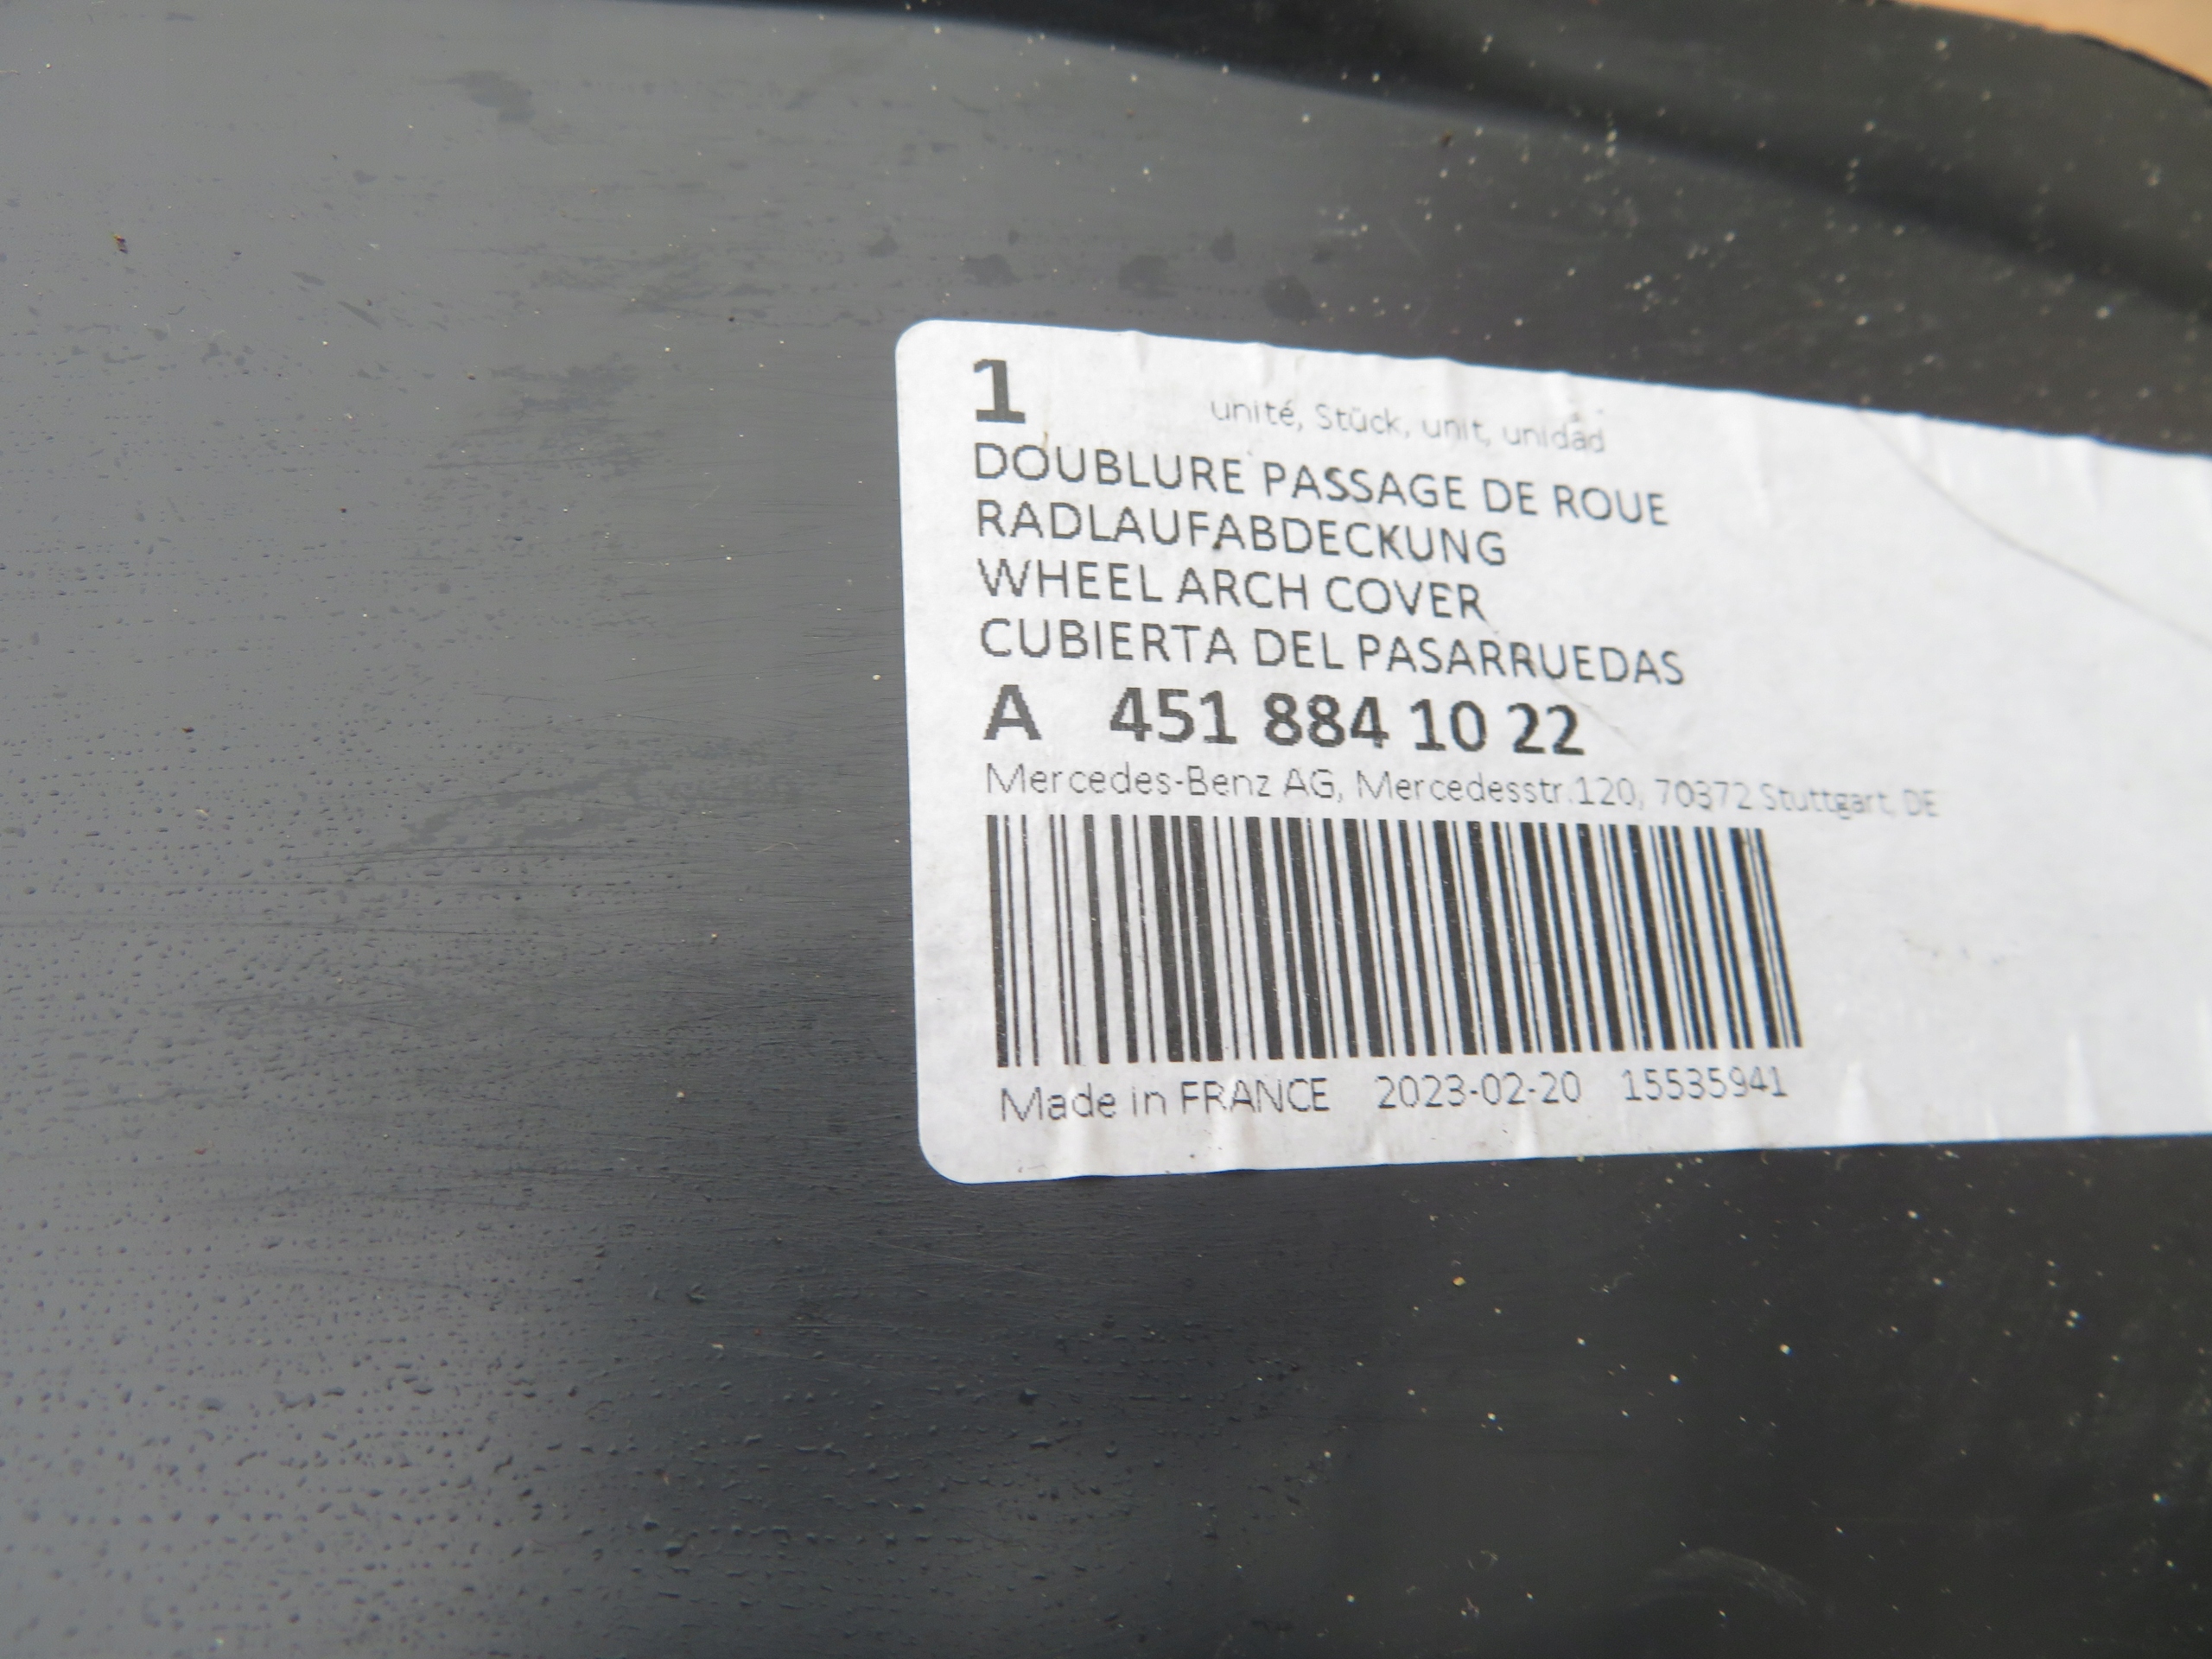 1 unité, Stück, unit, unidad
DOUBLURE PASSAGE DE ROUE
RADLAUFABDECKUNG
WHEEL ARCH COVER
CUBIERTA DEL PASARRUEDAS
A 451 884 10 22
Mercedes-Benz AG, Mercedesstr.120, 70372 Stuttgart, DE
Made in FRANCE 2023-02-20 15535941